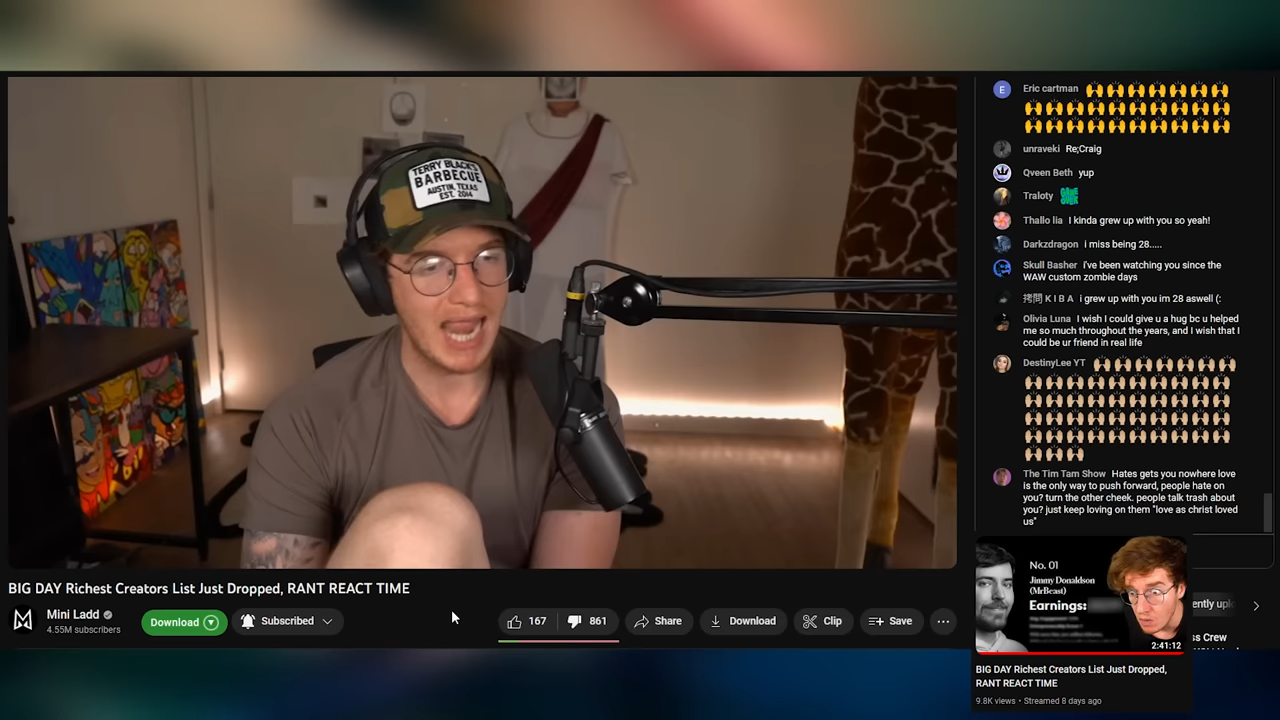 TERRY BLACK'S
BARBECUE
AUSTIN, TEXAS
EST. 2014
BIG DAY Richest Creators List Just Dropped, RANT REACT TIME
Mini Ladd
4.55M subscribers
Download
Subscribed
167
861
Share
Download
Clip
Save
E
Eric cartman
unraveki Re;Craig
Qveen Beth yup
Traloty GAME OVER
Thallo lia I kinda grew up with you so yeah!
Darkzdragon i miss being 28.....
Skull Basher i've been watching you since the
WAW custom zombie days
拷問 K I B A i grew up with you im 28 aswell (:
Olivia Luna I wish I could give u a hug bc u helped
me so much throughout the years, and I wish that I
could be ur friend in real life
DestinyLee YT
The Tim Tam Show Hates gets you nowhere love
is the only way to push forward, people hate on
you? turn the other cheek. people talk trash about
you? just keep loving on them "love as christ loved
us"
No. 01
Jimmy Donaldson
(MrBeast)
Earnings:
2:41:12
ently upl
ss Crew
BIG DAY Richest Creators List Just Dropped,
RANT REACT TIME
9.8K views • Streamed 8 days ago